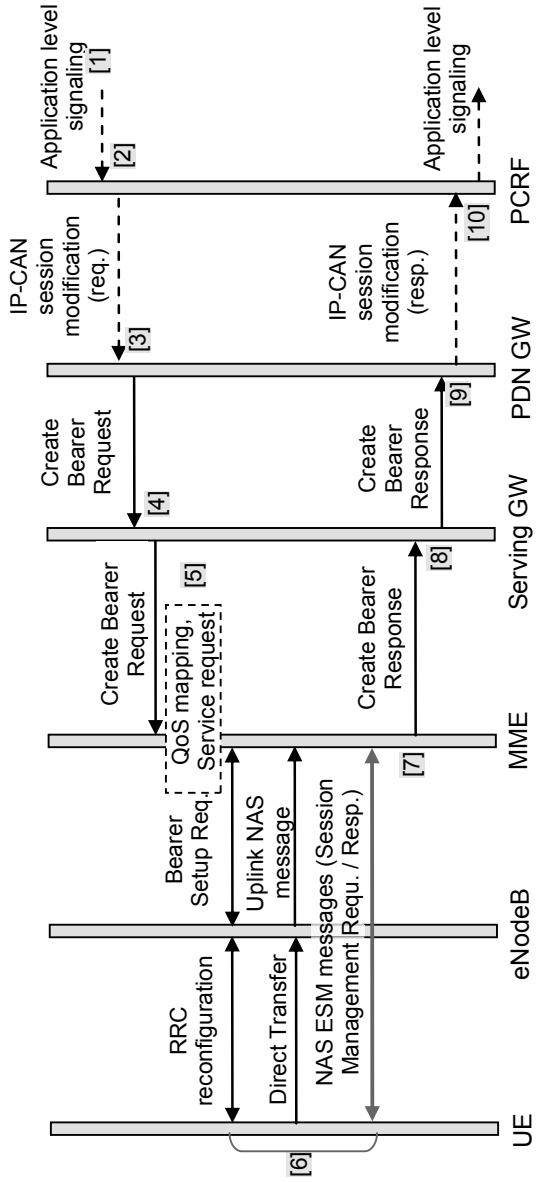 Application level
signaling
[1]
[2]
IP-CAN
session
modification
(req.)
[3]
Create
Bearer
Request
[4]
Create Bearer
Request
[5]
QoS mapping,
Service request
Bearer
Setup Req.
RRC
reconfiguration
Uplink NAS
message
Direct Transfer
NAS ESM messages (Session
Management Requ. / Resp.)
[6]
[7]
Create Bearer
Response
[8]
Create
Bearer
Response
[9]
IP-CAN
session
modification
(resp.)
[10]
Application level
signaling
UE
eNodeB
MME
Serving GW
PDN GW
PCRF